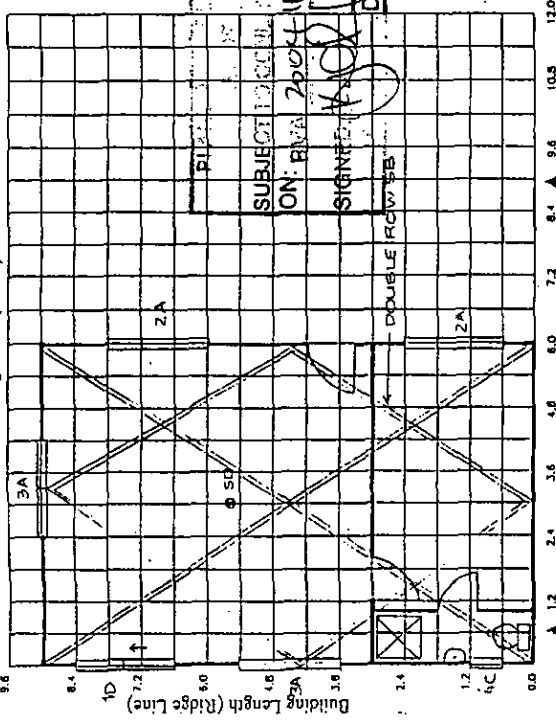 9.6
8.4
7.2
6.0
4.8
3.6
2.4
1.2
0.0
Building Length (Ridge Line)
1D
3A
4C
3A
SD
2A
2A
DOUBLE ROW SB
SUBJECT TO
ON:
SIGNED
1.2
2.4
3.6
4.8
6.0
7.2
8.4
9.6
10.8
12.0